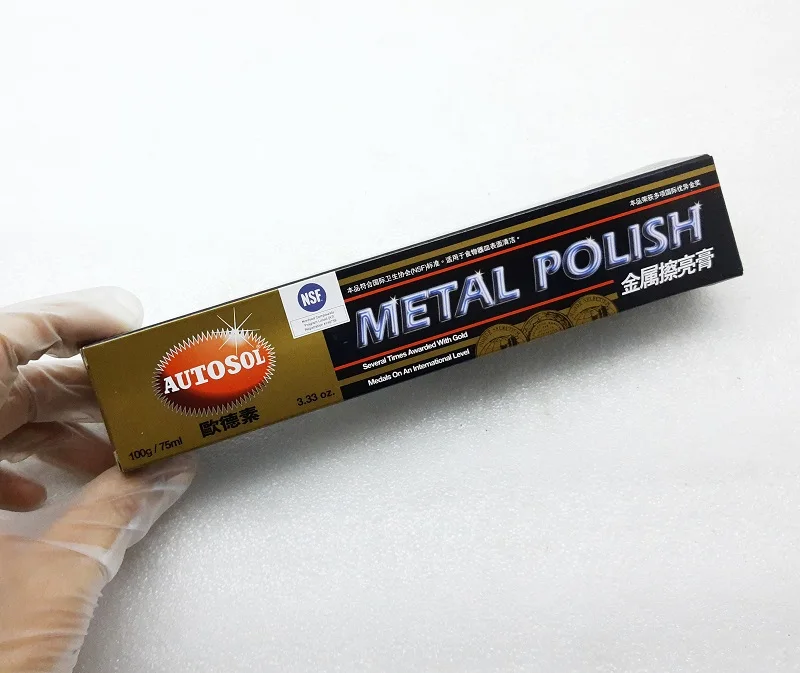 本品荣获多项国际优异金奖
本品符合国际卫生协会(NSF)标准。适用于食物器皿表面清洁。
NSF
METAL POLISH
金属擦亮膏
AUTOSOL
Several Times Awarded With Gold
Medals On An International Level
歐德素
3.33 oz.
100g / 75ml